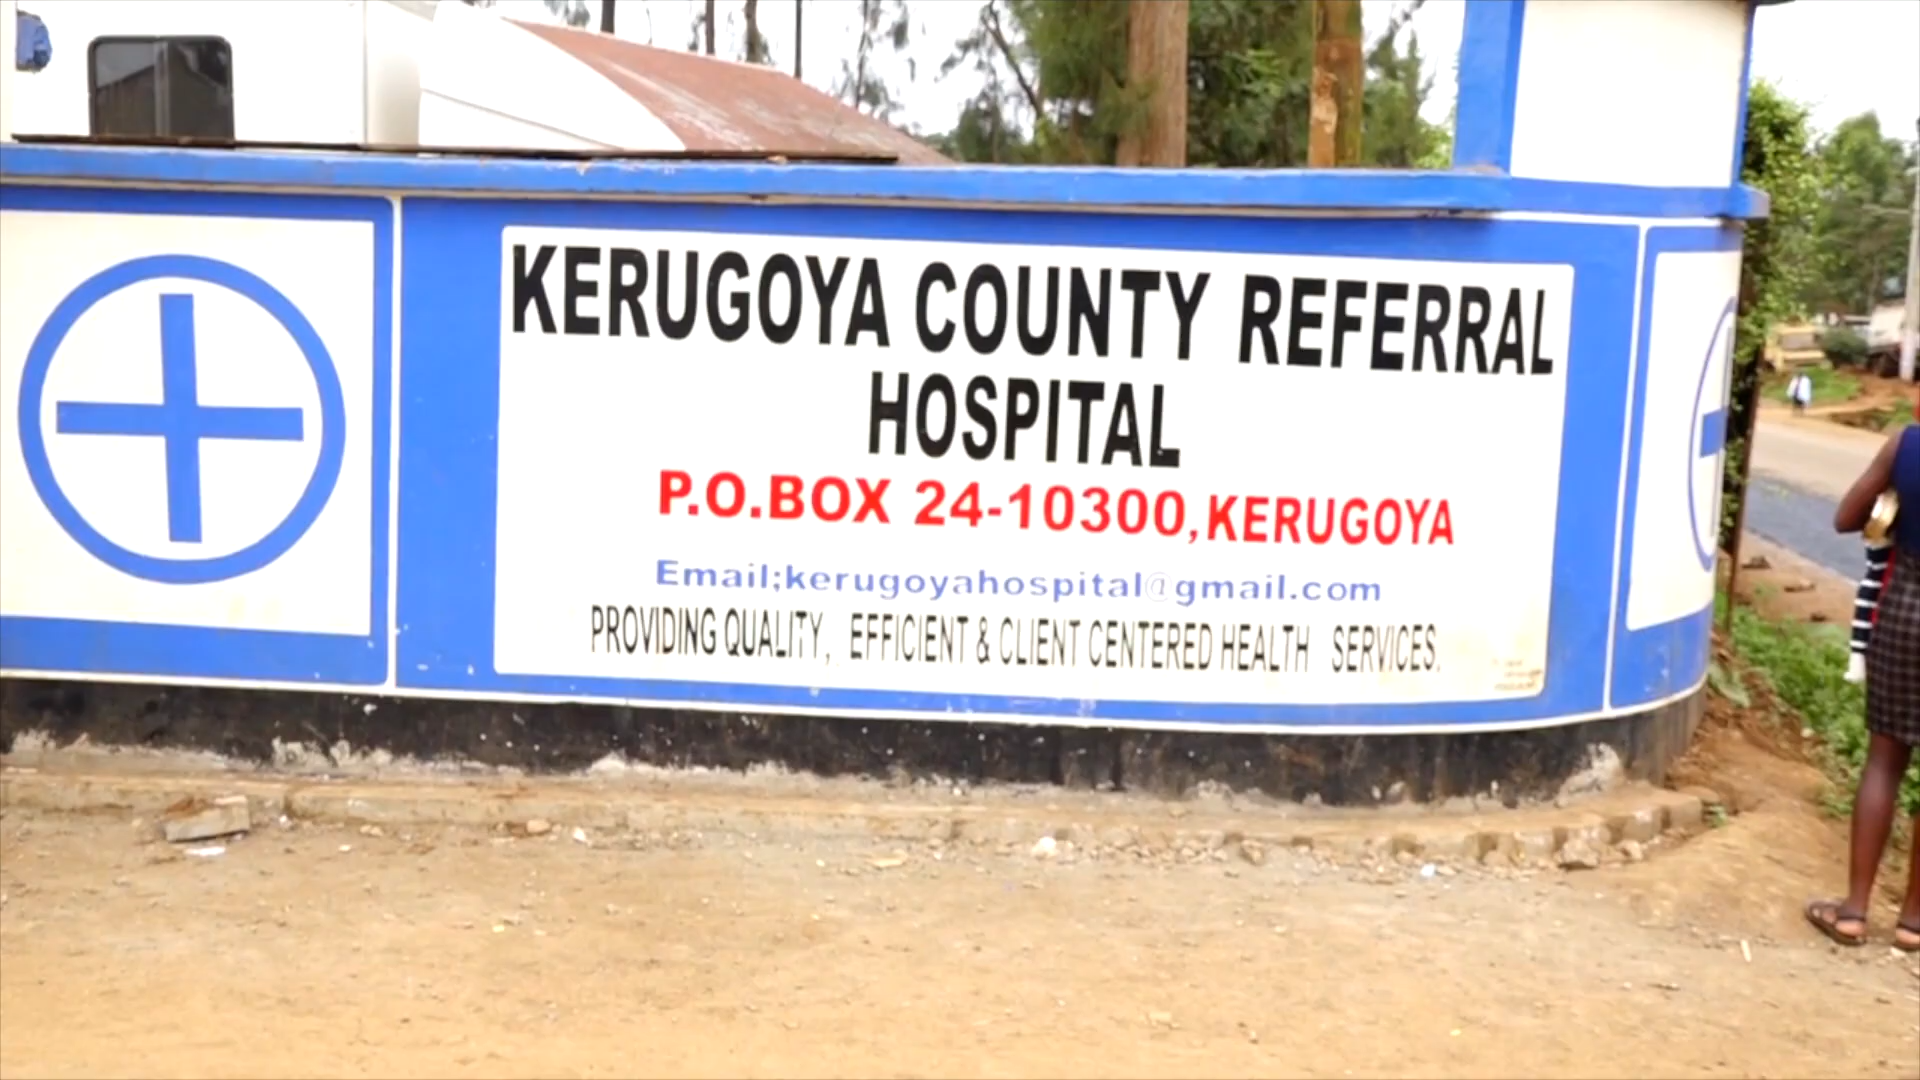 KERUGOYA COUNTY REFERRAL
HOSPITAL
P.O.BOX 24-10300,KERUGOYA
Email;kerugoyahospital@gmail.com
PROVIDING QUALITY, EFFICIENT & CLIENT CENTERED HEALTH SERVICES.